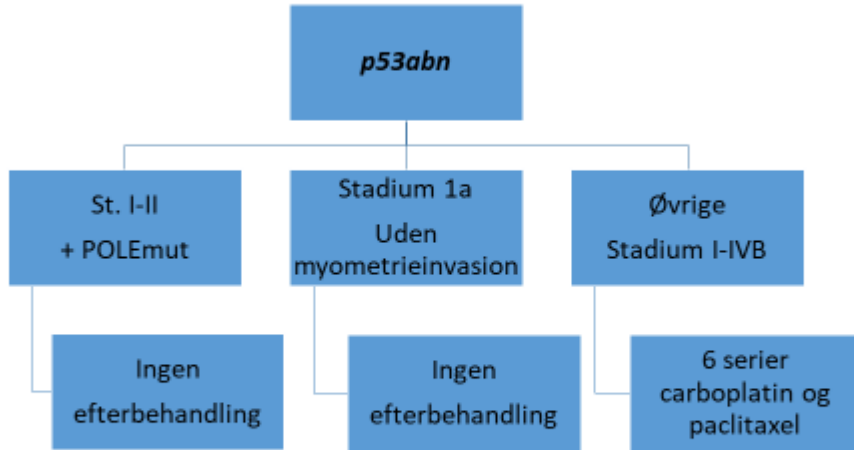 p53abn
St. I-II
+ POLEmut
Stadium 1a
Uden
myometrieinvasion
Øvrige
Stadium I-IVB
Ingen
efterbehandling
Ingen
efterbehandling
6 serier
carboplatin og
paclitaxel